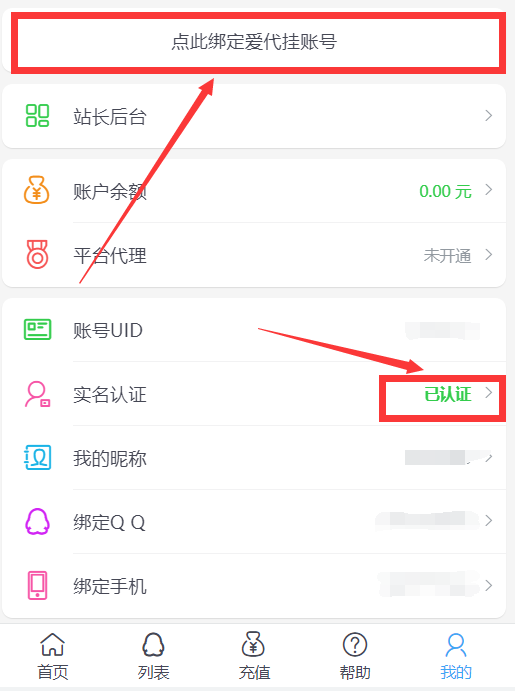 点此绑定爱代挂账号
站长后台
账户余额 0.00 元
平台代理 未开通
账号UID
实名认证 已认证
我的昵称
绑定Q Q
绑定手机
首页 列表 充值 帮助 我的